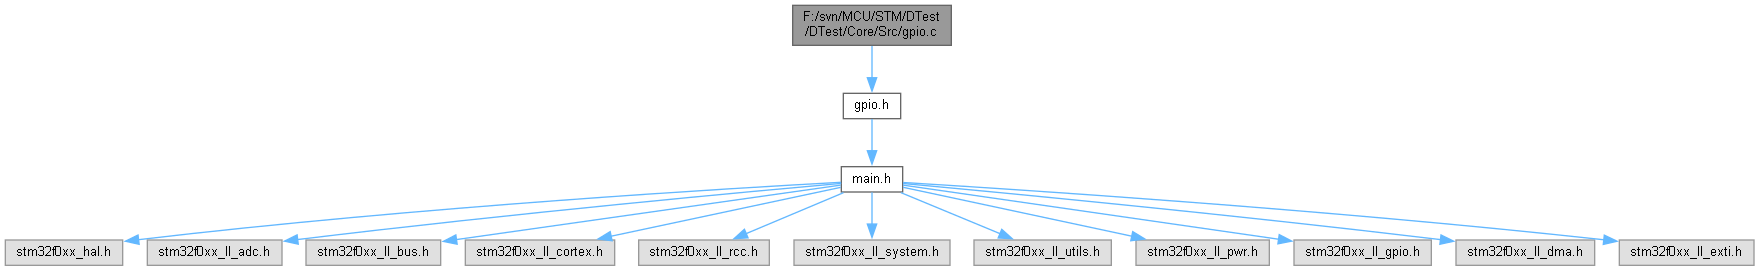 F:/svn/MCU/STM/DTest
/DTest/Core/Src/gpio.c
gpio.h
main.h
stm32f0xx_hal.h
stm32f0xx_ll_adc.h
stm32f0xx_ll_bus.h
stm32f0xx_ll_cortex.h
stm32f0xx_ll_rcc.h
stm32f0xx_ll_system.h
stm32f0xx_ll_utils.h
stm32f0xx_ll_pwr.h
stm32f0xx_ll_gpio.h
stm32f0xx_ll_dma.h
stm32f0xx_ll_exti.h